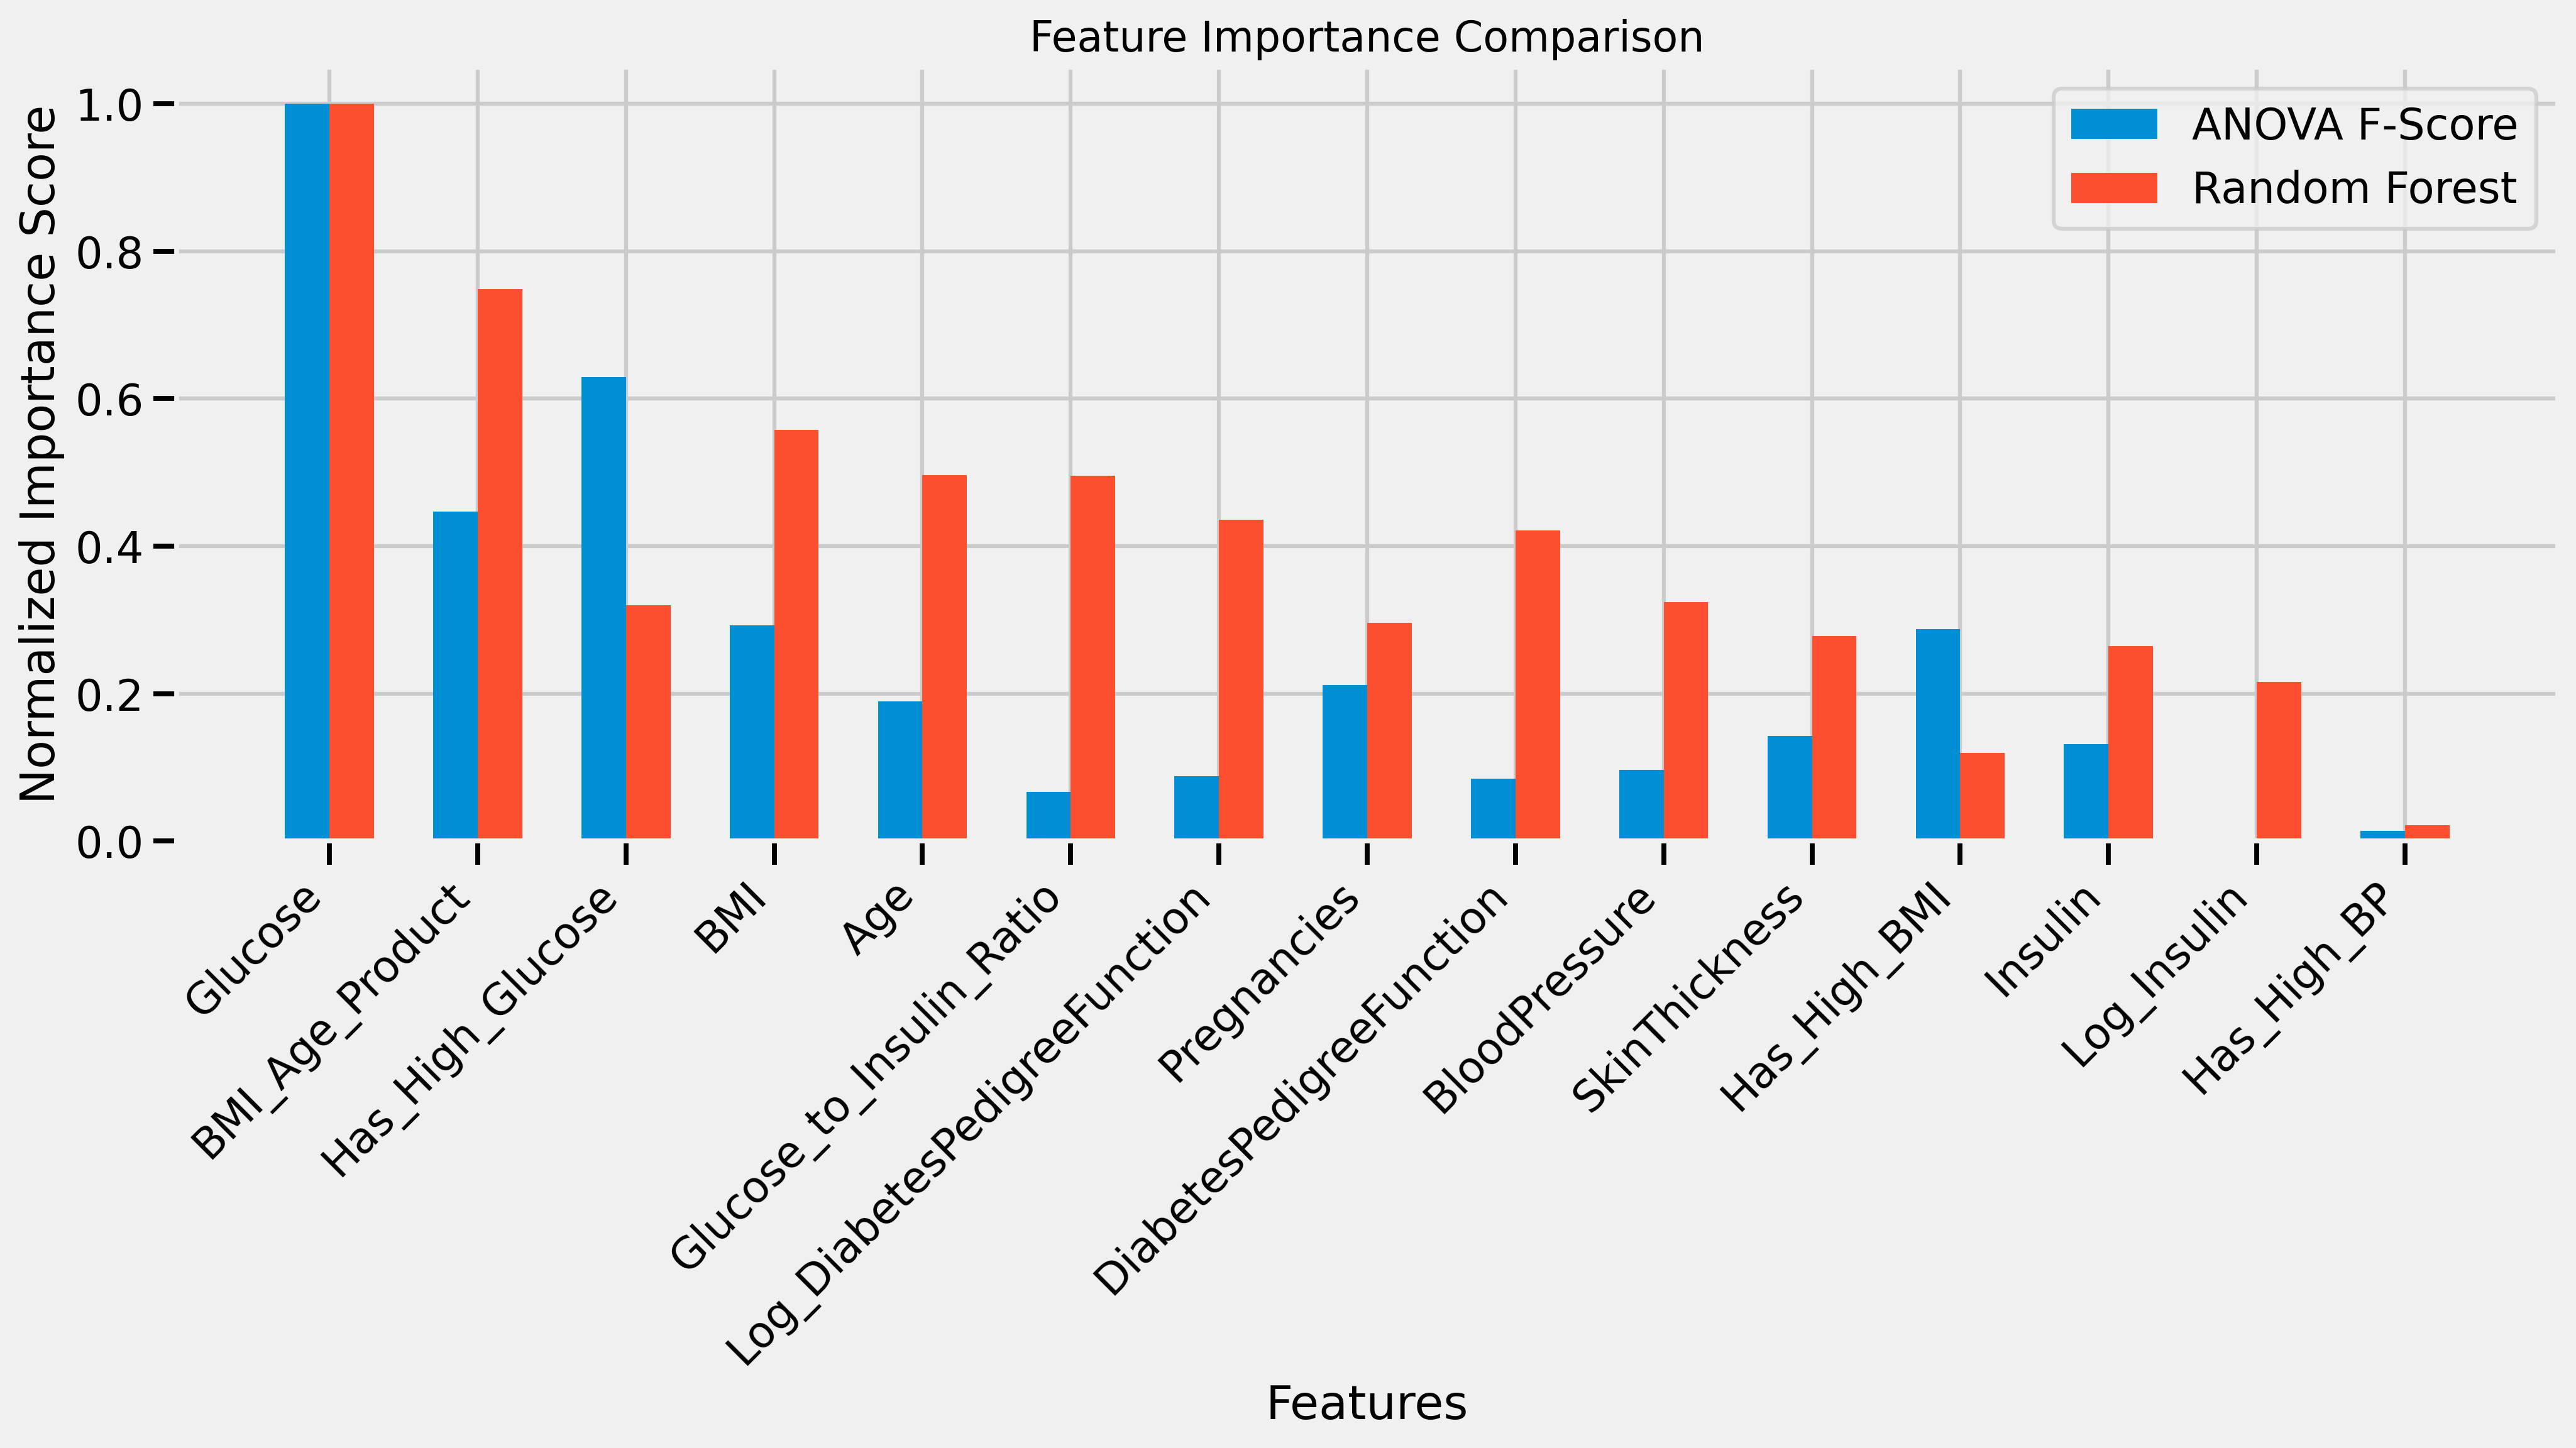 Feature Importance Comparison
Normalized Importance Score
1.0
0.8
0.6
0.4
0.2
0.0
ANOVA F-Score
Random Forest
Glucose
BMI_Age_Product
Has_High_Glucose
BMI
Age
Glucose_to_Insulin_Ratio
Log_DiabetesPedigreeFunction
Pregnancies
DiabetesPedigreeFunction
BloodPressure
SkinThickness
Has_High_BMI
Insulin
Log_Insulin
Has_High_BP
Features